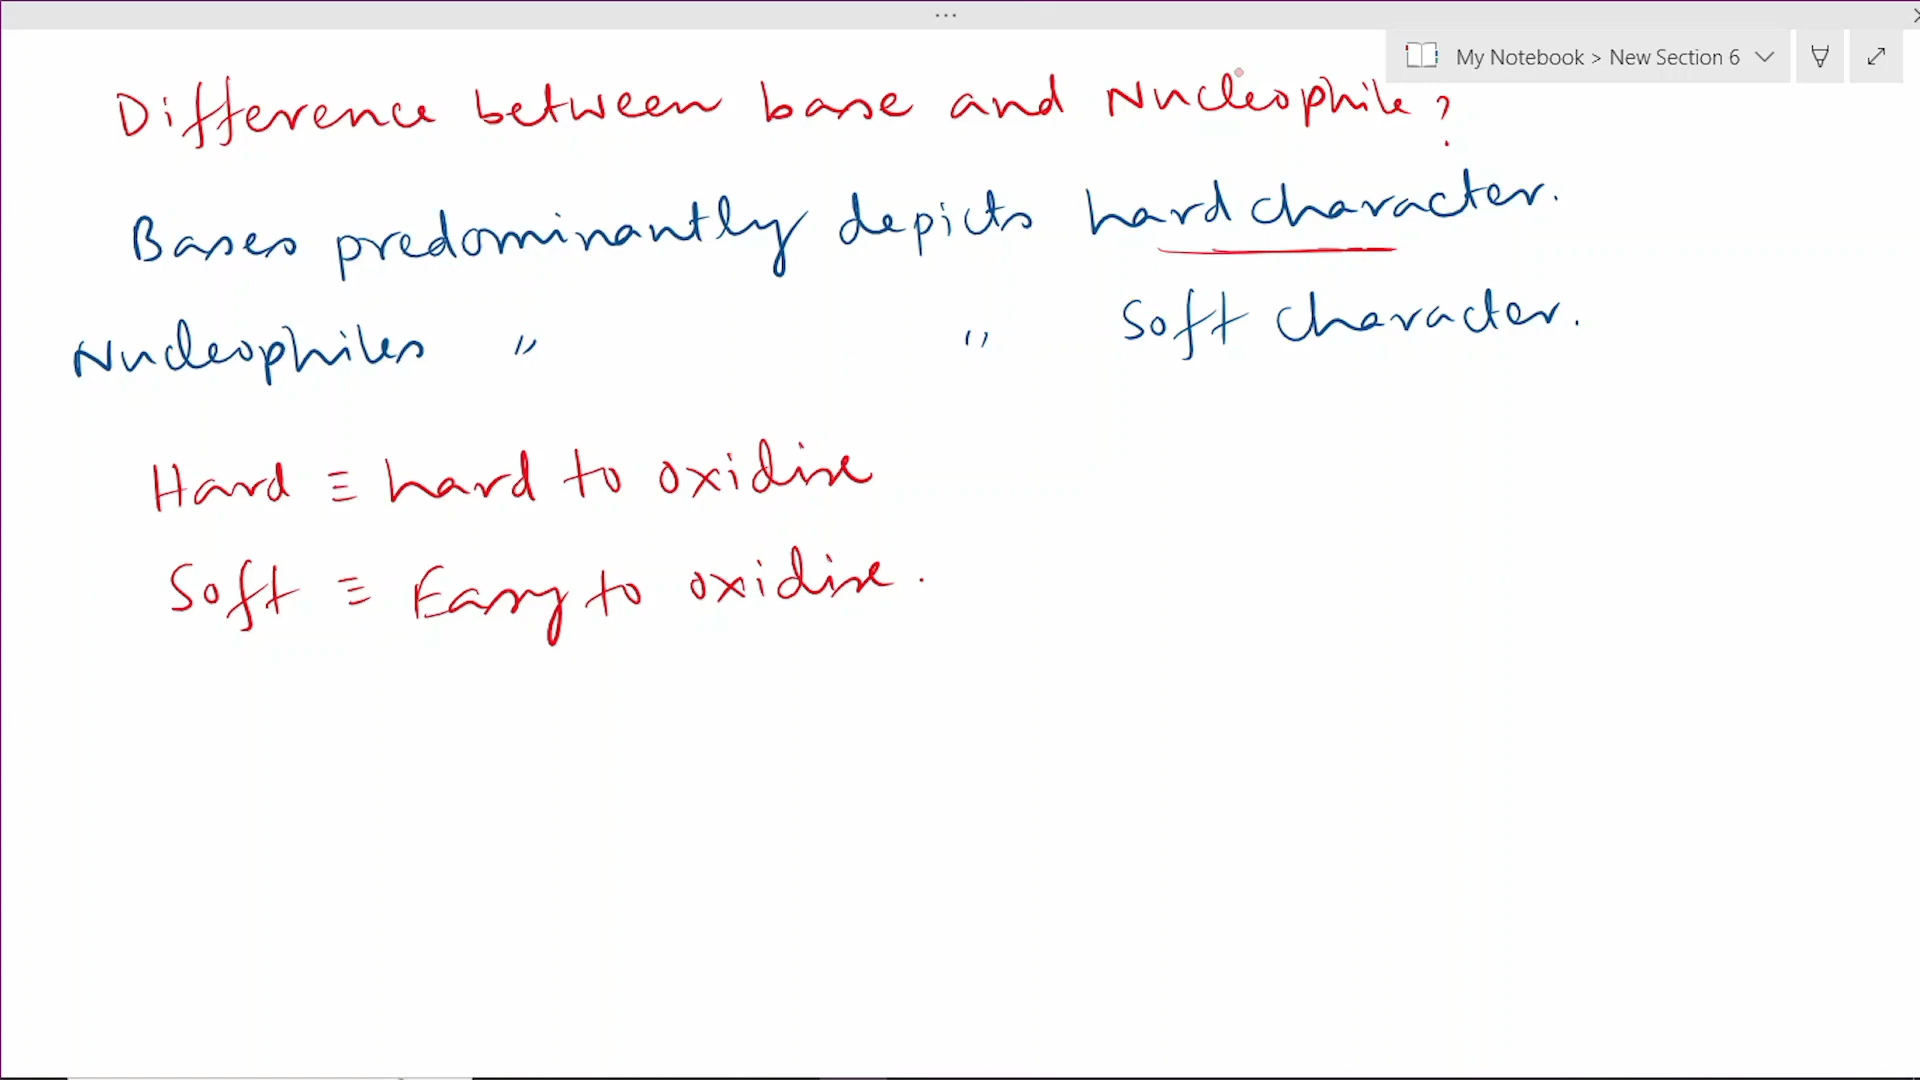 ...
My Notebook > New Section 6
Difference between base and Nucleophile?
Bases predominantly depicts hard character.
Nucleophiles " " Soft character.
Hard ≡ hard to oxidise
Soft ≡ Easy to oxidise.